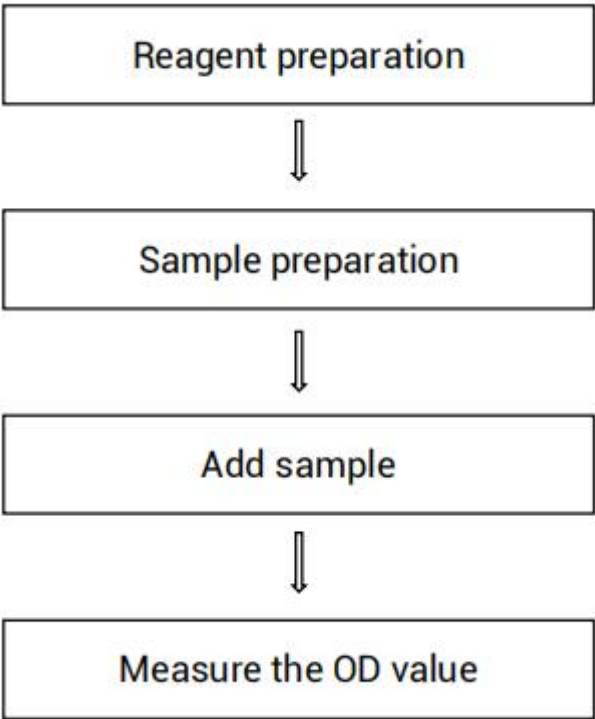 Reagent preparation
Sample preparation
Add sample
Measure the OD value